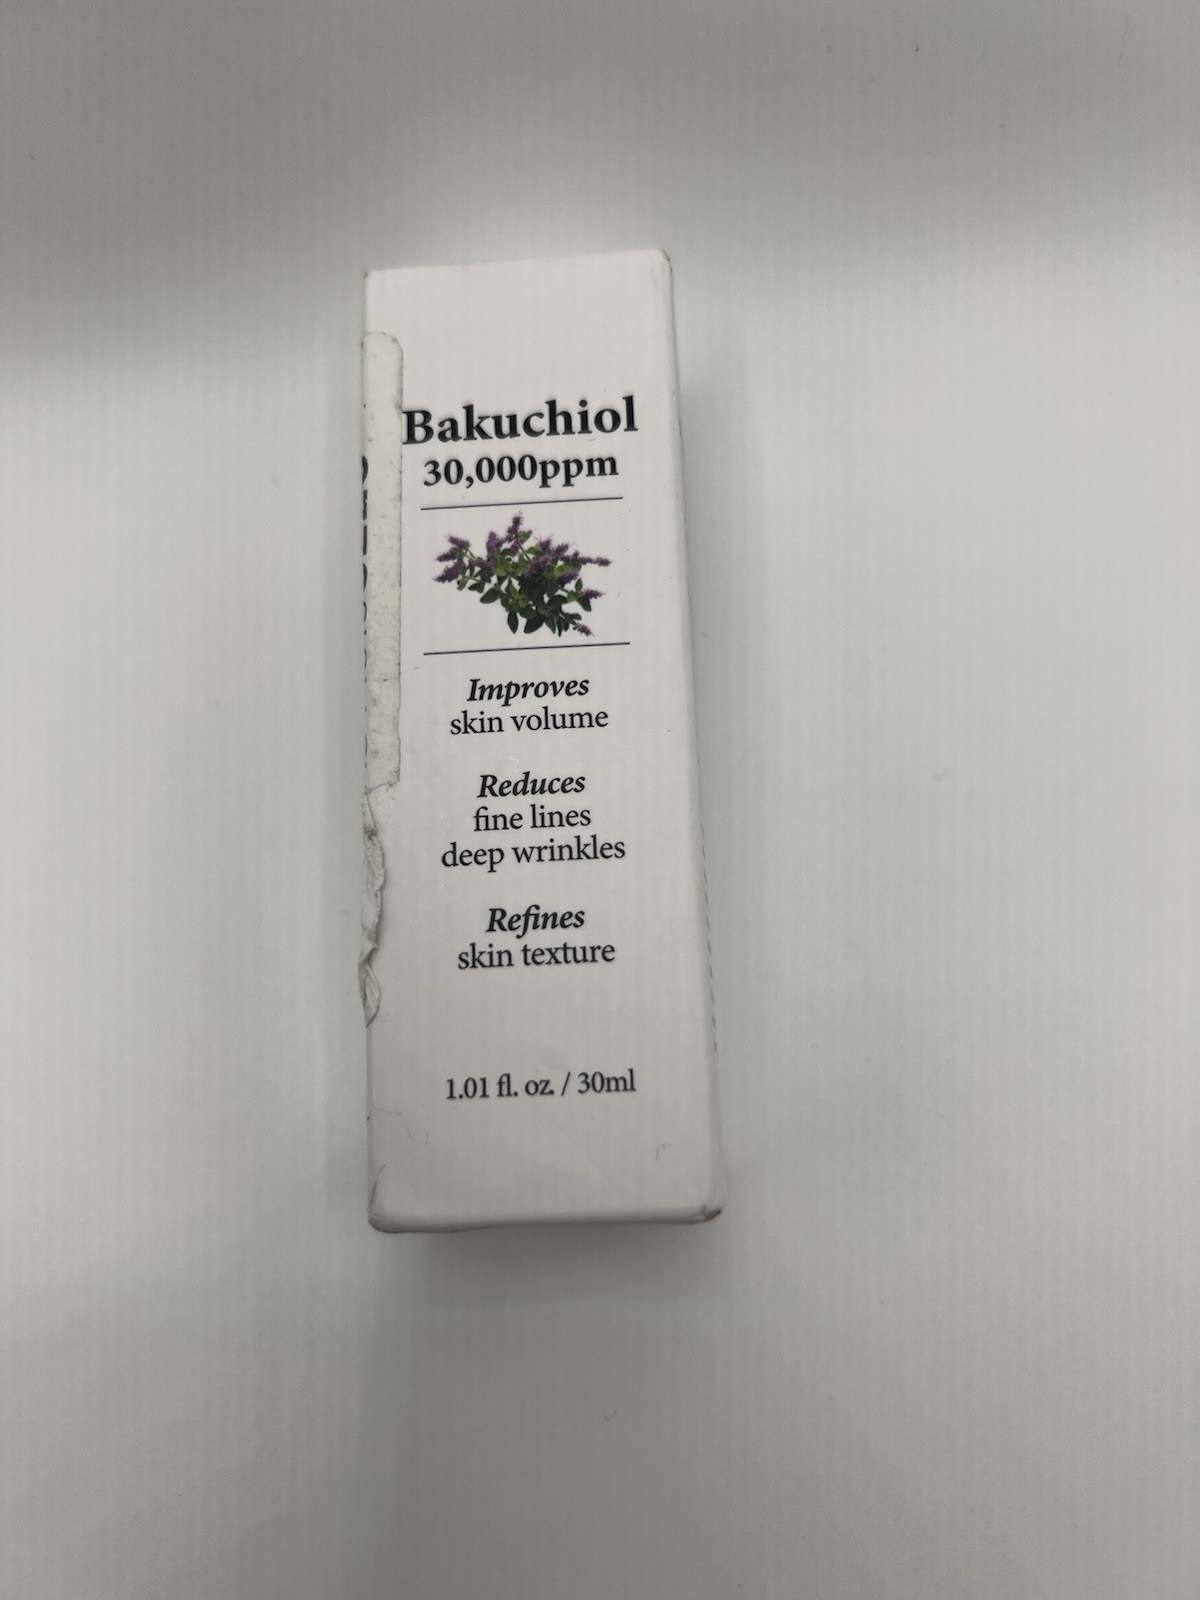 Bakuchiol
30,000ppm
Improves
skin volume
Reduces
fine lines
deep wrinkles
Refines
skin texture
1.01 fl. oz. / 30ml